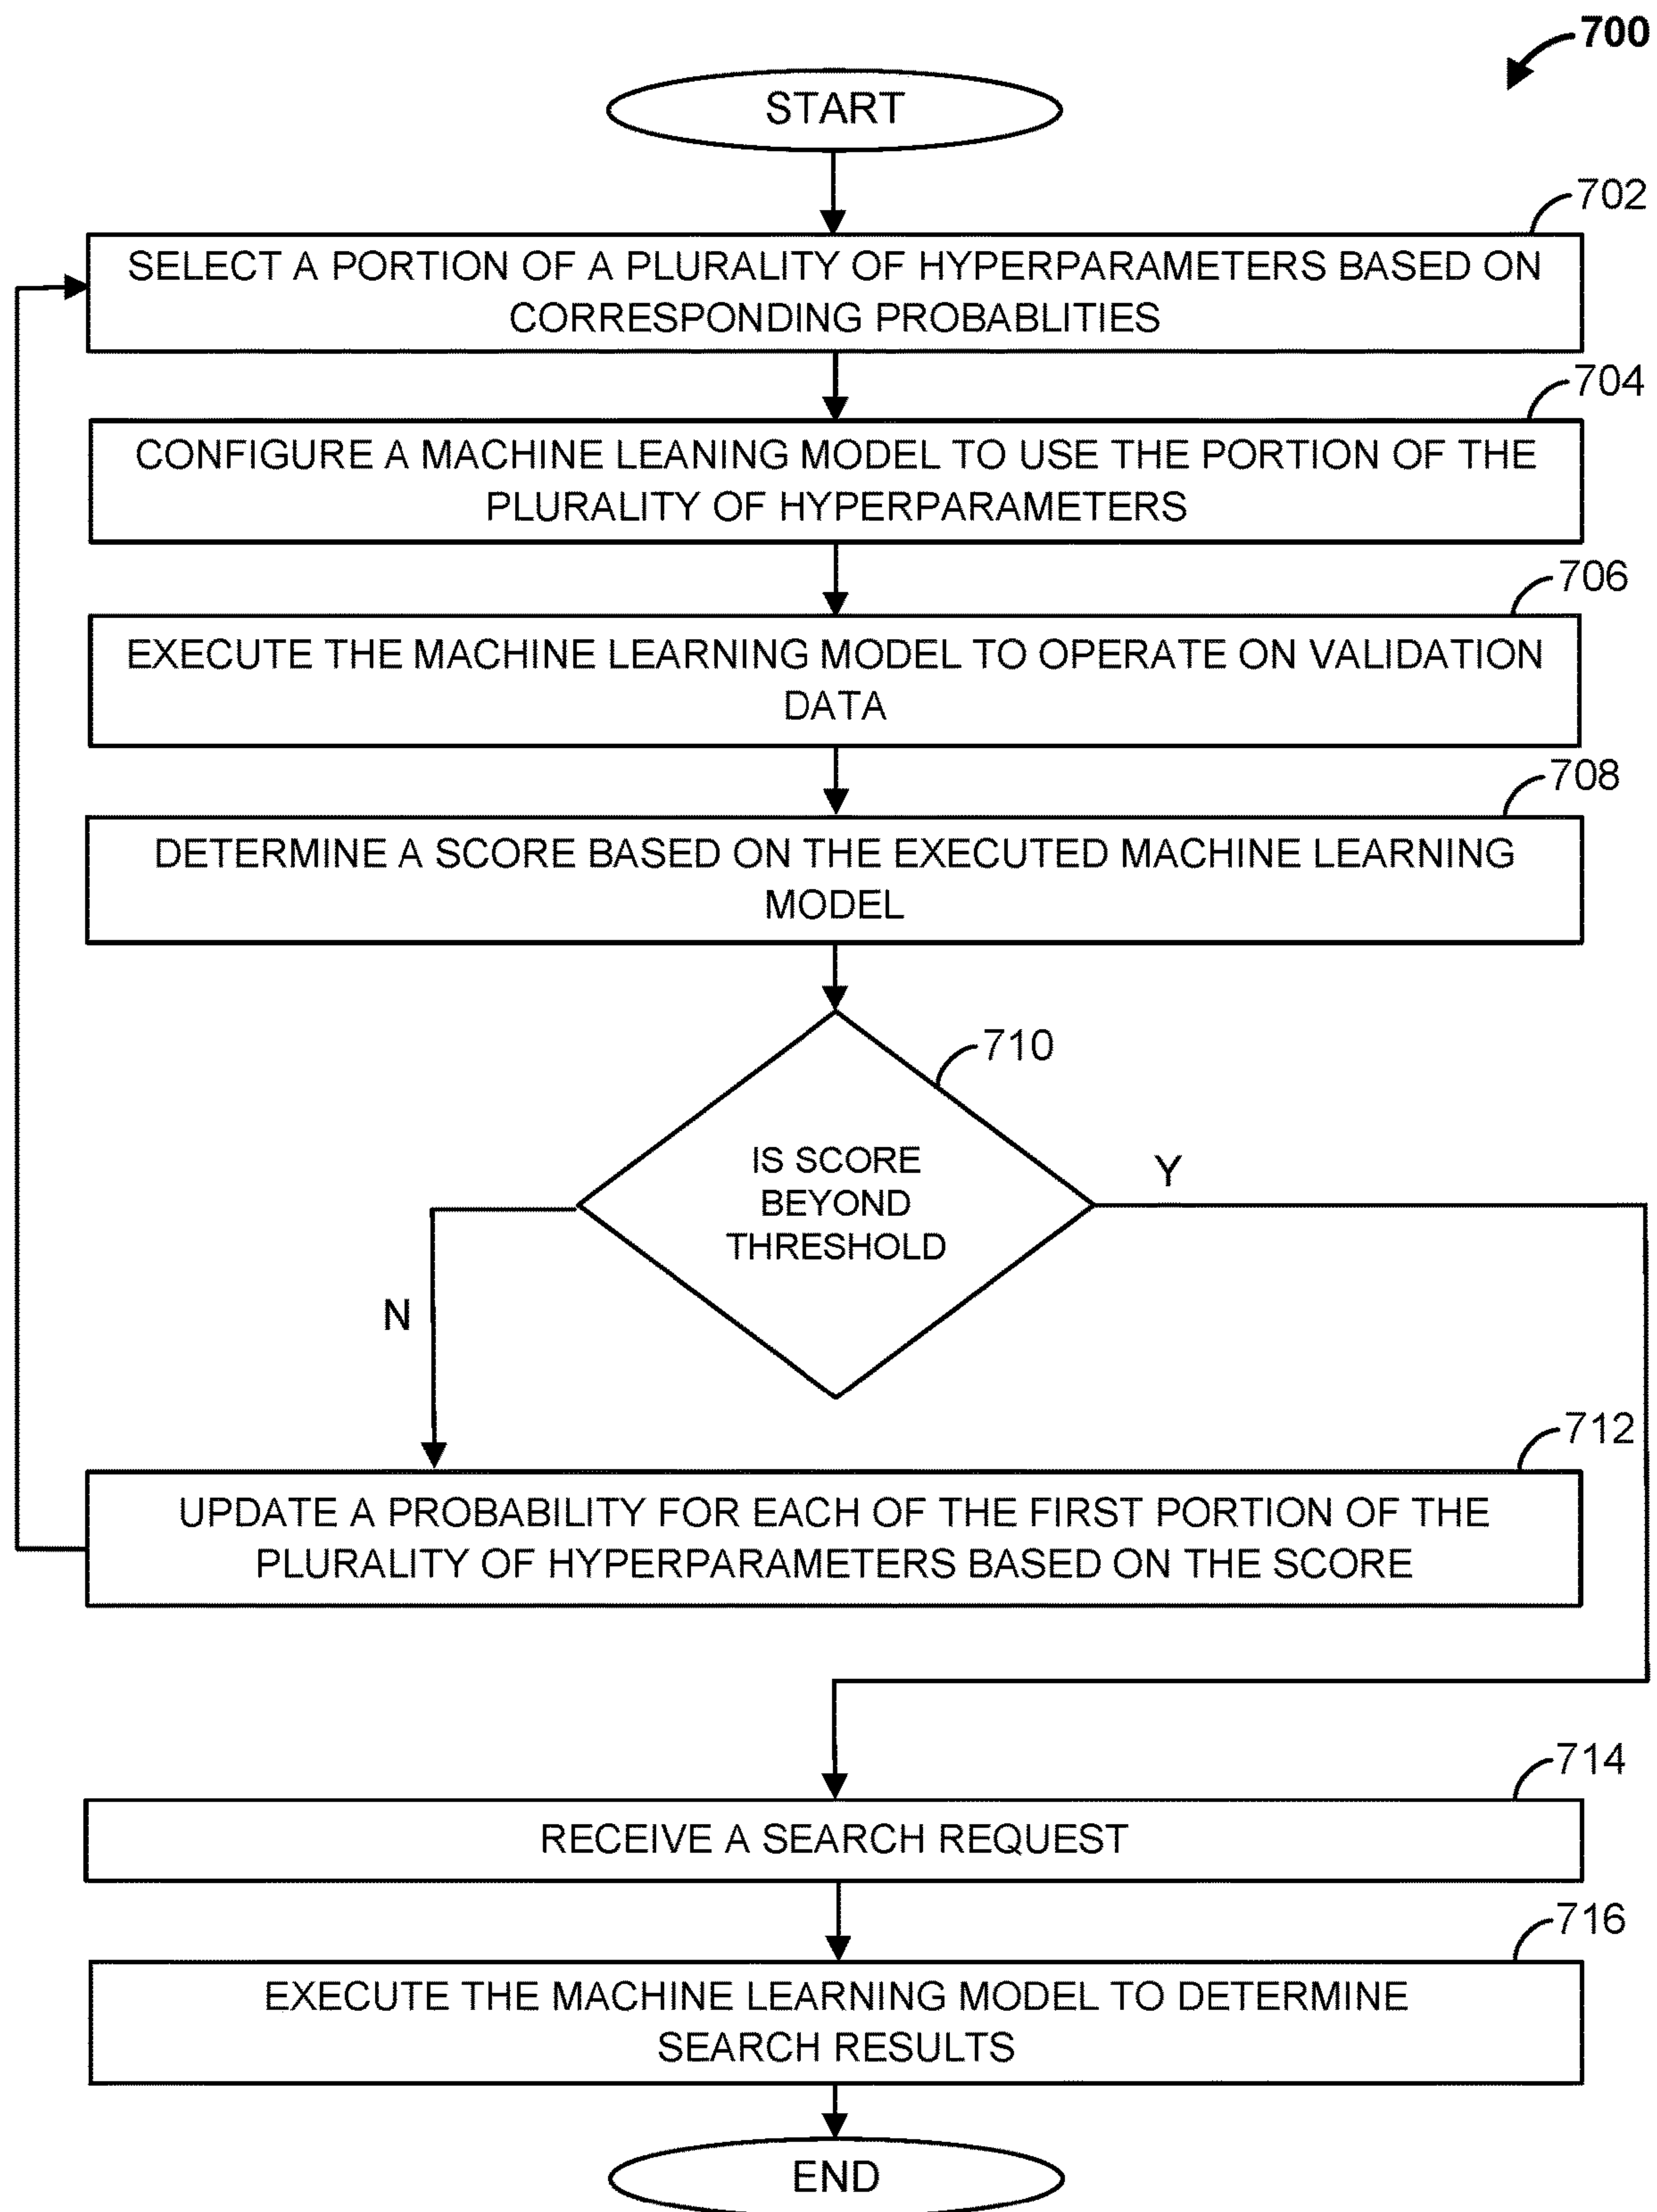 700
START
702
SELECT A PORTION OF A PLURALITY OF HYPERPARAMETERS BASED ON
CORRESPONDING PROBABLITIES
704
CONFIGURE A MACHINE LEANING MODEL TO USE THE PORTION OF THE
PLURALITY OF HYPERPARAMETERS
706
EXECUTE THE MACHINE LEARNING MODEL TO OPERATE ON VALIDATION
DATA
708
DETERMINE A SCORE BASED ON THE EXECUTED MACHINE LEARNING
MODEL
710
IS SCORE
BEYOND
THRESHOLD
Y
N
712
UPDATE A PROBABILITY FOR EACH OF THE FIRST PORTION OF THE
PLURALITY OF HYPERPARAMETERS BASED ON THE SCORE
714
RECEIVE A SEARCH REQUEST
716
EXECUTE THE MACHINE LEARNING MODEL TO DETERMINE
SEARCH RESULTS
END